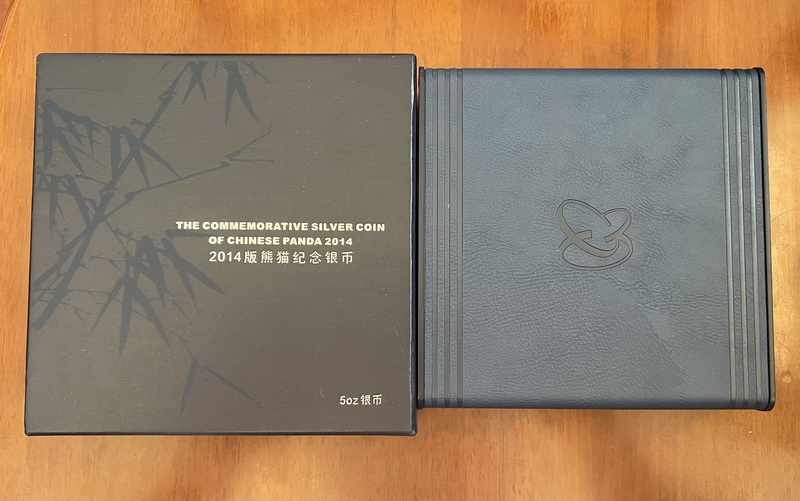 THE COMMEMORATIVE SILVER COIN
OF CHINESE PANDA 2014
2014版熊猫纪念银币
5oz银币